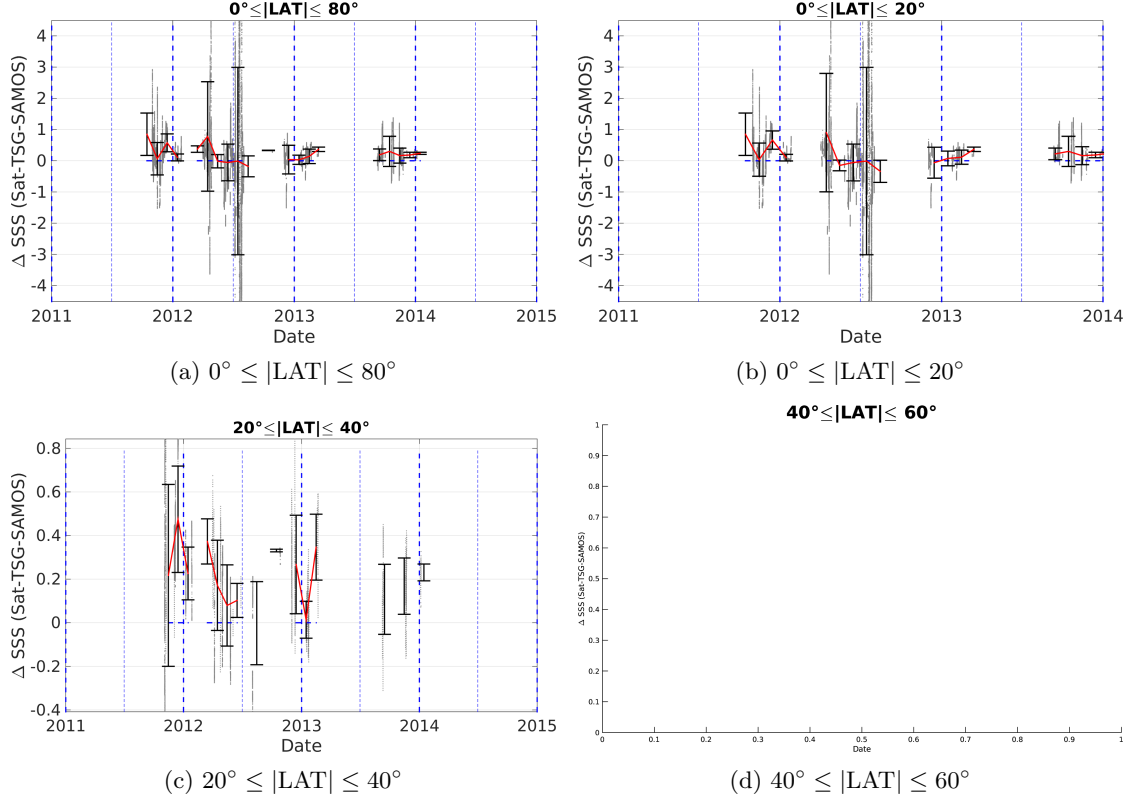 0°≤|LAT|≤ 80°
Δ SSS (Sat-TSG-SAMOS)
4
3
2
1
0
-1
-2
-3
-4
2011 2012 2013 2014 2015
Date
(a) 0° ≤ |LAT| ≤ 80°
0°≤|LAT|≤ 20°
Δ SSS (Sat-TSG-SAMOS)
4
3
2
1
0
-1
-2
-3
-4
2011 2012 2013 2014
Date
(b) 0° ≤ |LAT| ≤ 20°
20°≤|LAT|≤ 40°
Δ SSS (Sat-TSG-SAMOS)
0.8
0.6
0.4
0.2
0
-0.2
-0.4
2011 2012 2013 2014 2015
Date
(c) 20° ≤ |LAT| ≤ 40°
40°≤|LAT|≤ 60°
Δ SSS (Sat-TSG-SAMOS)
1
0.9
0.8
0.7
0.6
0.5
0.4
0.3
0.2
0.1
0
0 0.1 0.2 0.3 0.4 0.5 0.6 0.7 0.8 0.9 1
Date
(d) 40° ≤ |LAT| ≤ 60°